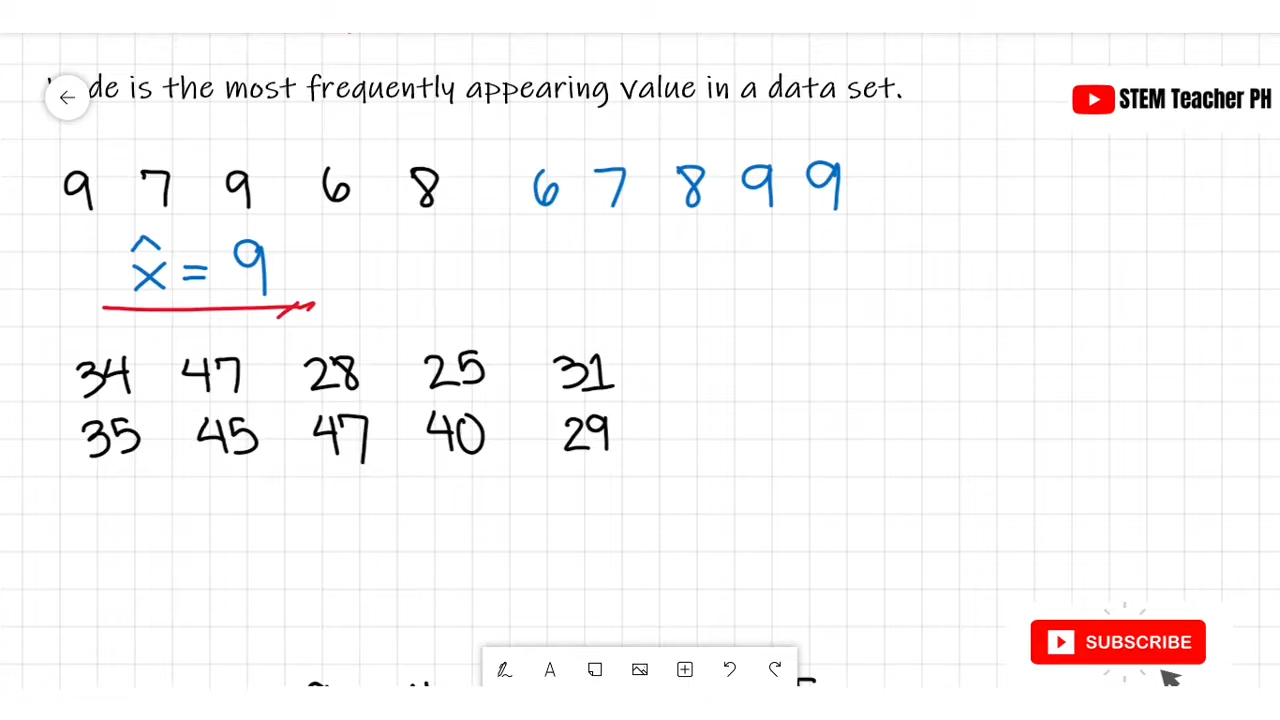 de is the most frequently appearing value in a data set.
STEM Teacher PH
9 7 9 6 8 6 7 8 9 9
x̂ = 9
34 47 28 25 31
35 45 47 40 29
SUBSCRIBE
A